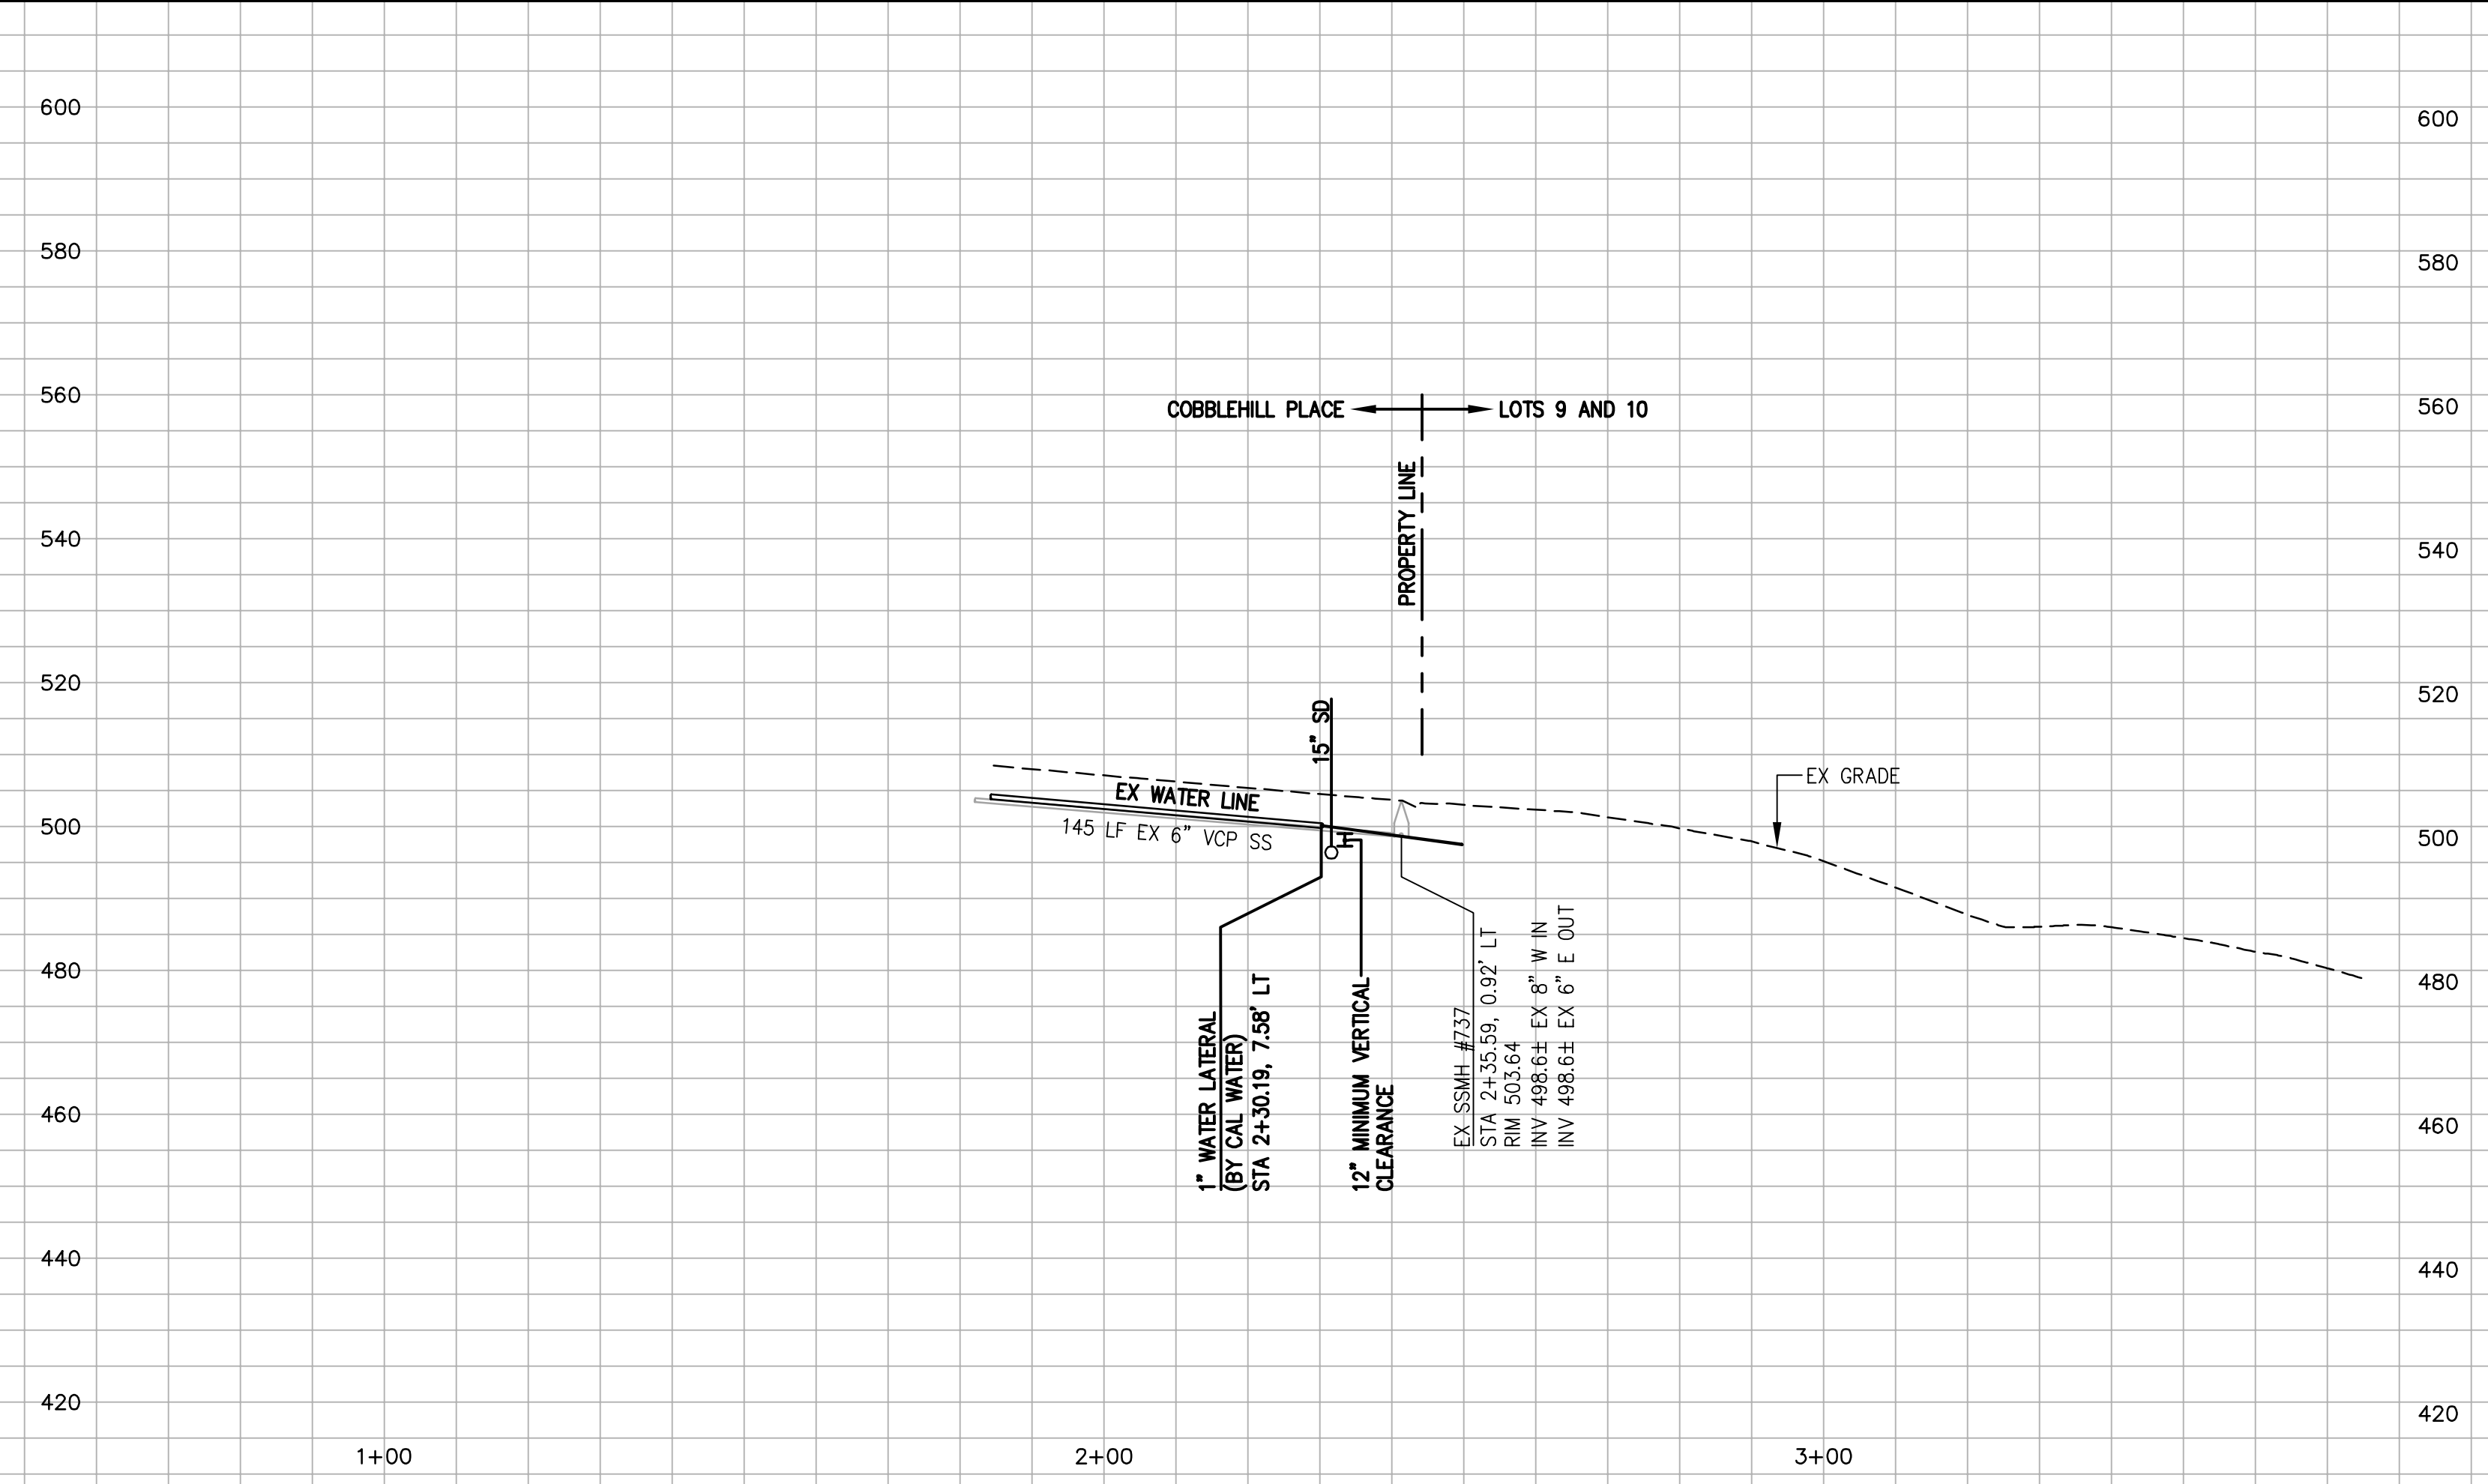 600
600
580
580
560
560
COBBLEHILL PLACE
LOTS 9 AND 10
PROPERTY LINE
540
540
520
520
15" SD
EX GRADE
EX WATER LINE
145 LF EX 6" VCP SS
500
500
480
480
1" WATER LATERAL
(BY CAL WATER)
STA 2+30.19, 7.58' LT
12" MINIMUM VERTICAL
CLEARANCE
EX SSMH #737
STA 2+35.59, 0.92' LT
RIM 503.64
INV 498.6± EX 8" W IN
INV 498.6± EX 6" E OUT
460
460
440
440
420
420
1+00
2+00
3+00